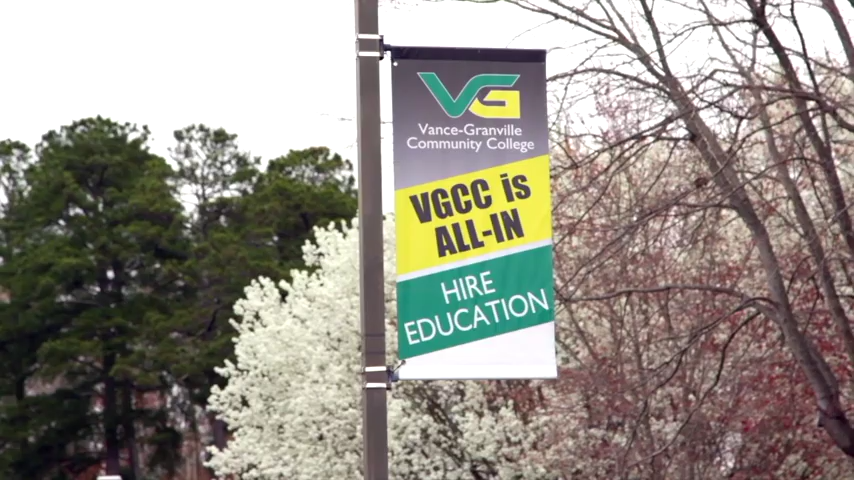 VG
Vance-Granville
Community College
VGCC is
ALL-IN
HIRE
EDUCATION